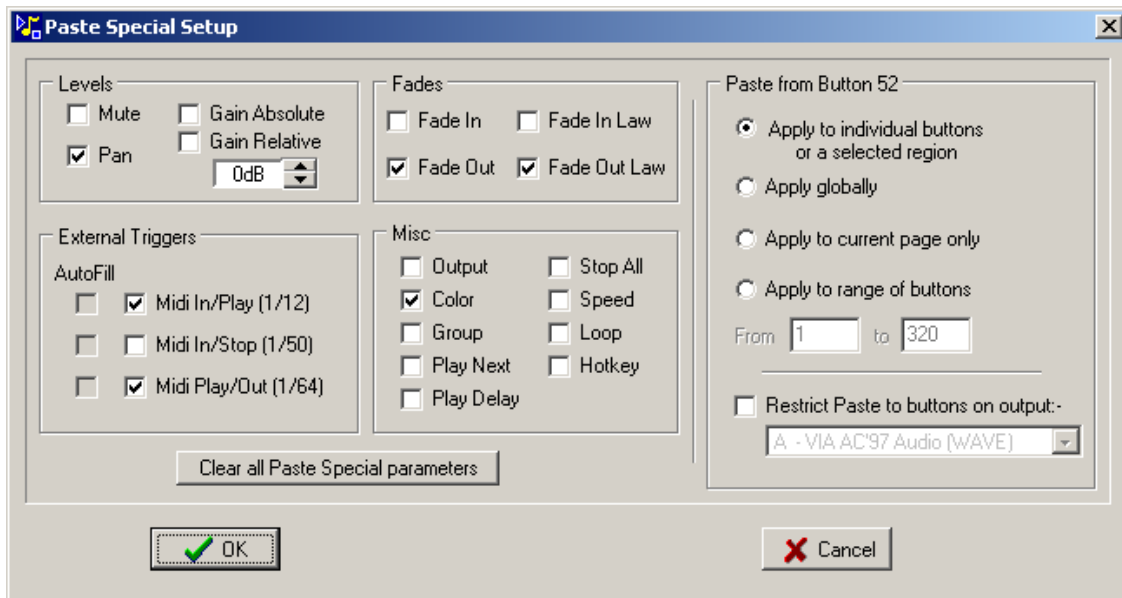 Paste Special Setup
Levels
Mute
Gain Absolute
Pan
Gain Relative
0dB
Fades
Fade In
Fade In Law
Fade Out
Fade Out Law
External Triggers
AutoFill
Midi In/Play (1/12)
Midi In/Stop (1/50)
Midi Play/Out (1/64)
Misc
Output
Stop All
Color
Speed
Group
Loop
Play Next
Hotkey
Play Delay
Clear all Paste Special parameters
Paste from Button 52
Apply to individual buttons
or a selected region
Apply globally
Apply to current page only
Apply to range of buttons
From 1 to 320
Restrict Paste to buttons on output:-
A - VIA AC'97 Audio (WAVE)
OK
Cancel